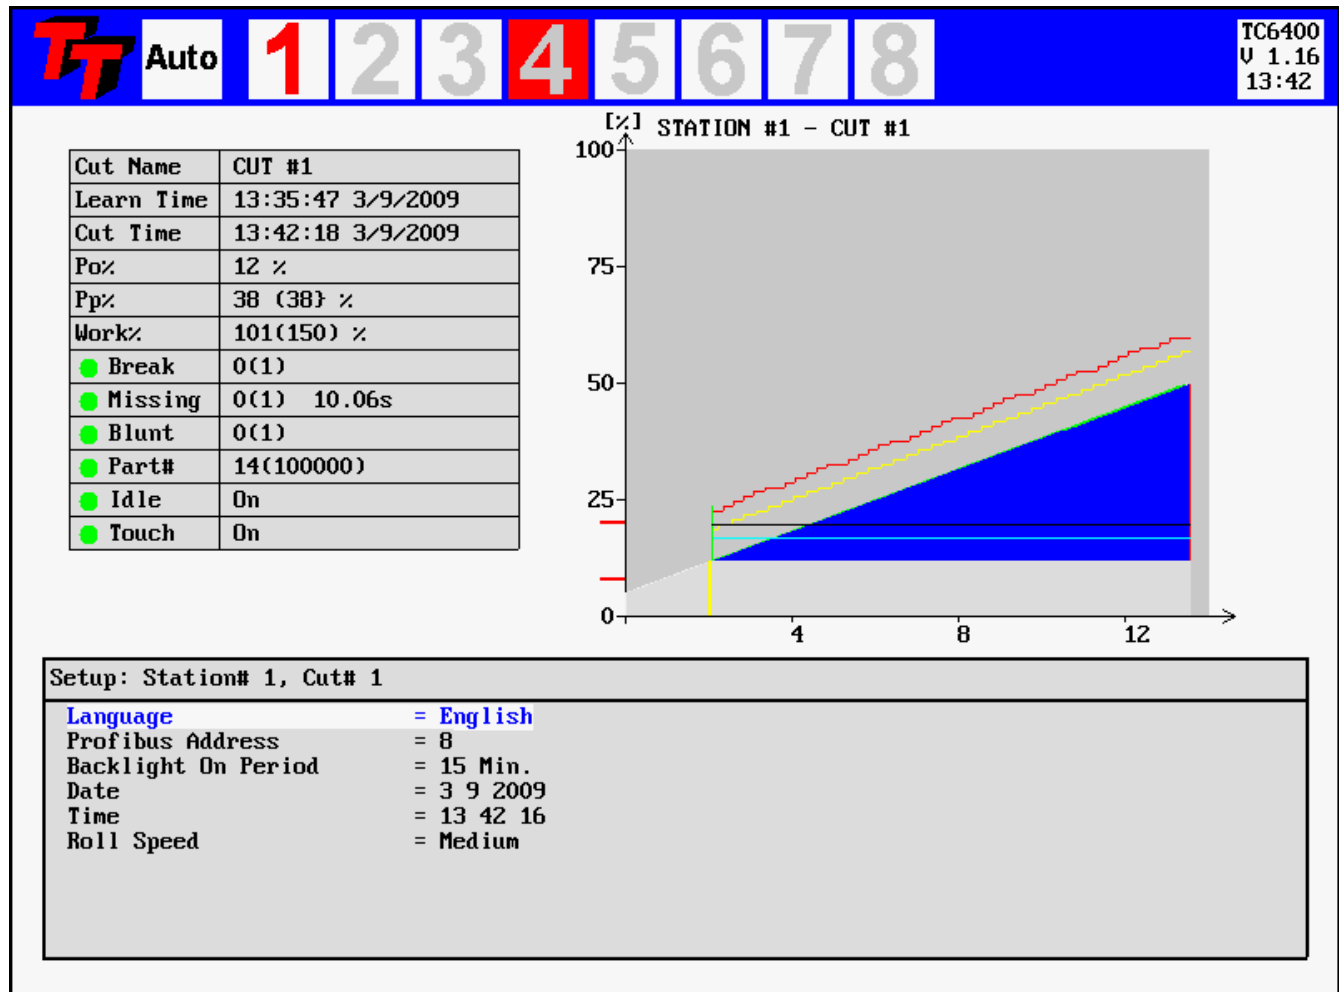 TT Auto 1 2 3 4 5 6 7 8
TC6400
V 1.16
13:42
[%] STATION #1 - CUT #1
Cut Name CUT #1
Learn Time 13:35:47 3/9/2009
Cut Time 13:42:18 3/9/2009
Po% 12 %
Pp% 38 (38} %
Work% 101(150) %
Break 0(1)
Missing 0(1) 10.06s
Blunt 0(1)
Part# 14(100000)
Idle On
Touch On
100
75
50
25
0
4 8 12
Setup: Station# 1, Cut# 1
Language = English
Profibus Address = 8
Backlight On Period = 15 Min.
Date = 3 9 2009
Time = 13 42 16
Roll Speed = Medium